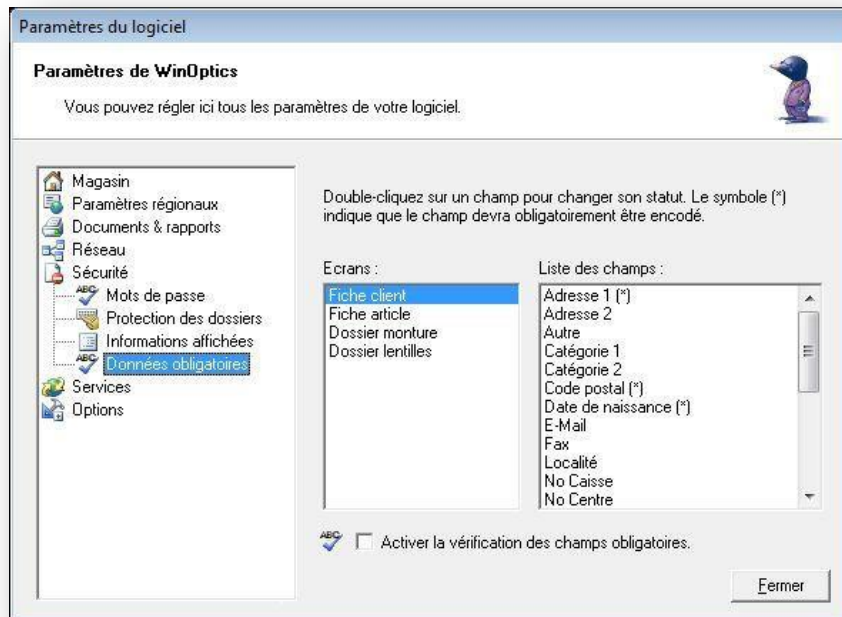 Paramètres du logiciel
Paramètres de WinOptics
Vous pouvez régler ici tous les paramètres de votre logiciel.
Magasin
Paramètres régionaux
Documents & rapports
Réseau
Sécurité
ABC Mots de passe
Protection des dossiers
Informations affichées
ABC Données obligatoires
Services
Options
Double-cliquez sur un champ pour changer son statut. Le symbole (*)
indique que le champ devra obligatoirement être encodé.
Ecrans :
Fiche client
Fiche article
Dossier monture
Dossier lentilles
Liste des champs :
Adresse 1 (*)
Adresse 2
Autre
Catégorie 1
Catégorie 2
Code postal (*)
Date de naissance (*)
E-Mail
Fax
Localité
No Caisse
No Centre
ABC Activer la vérification des champs obligatoires.
Fermer